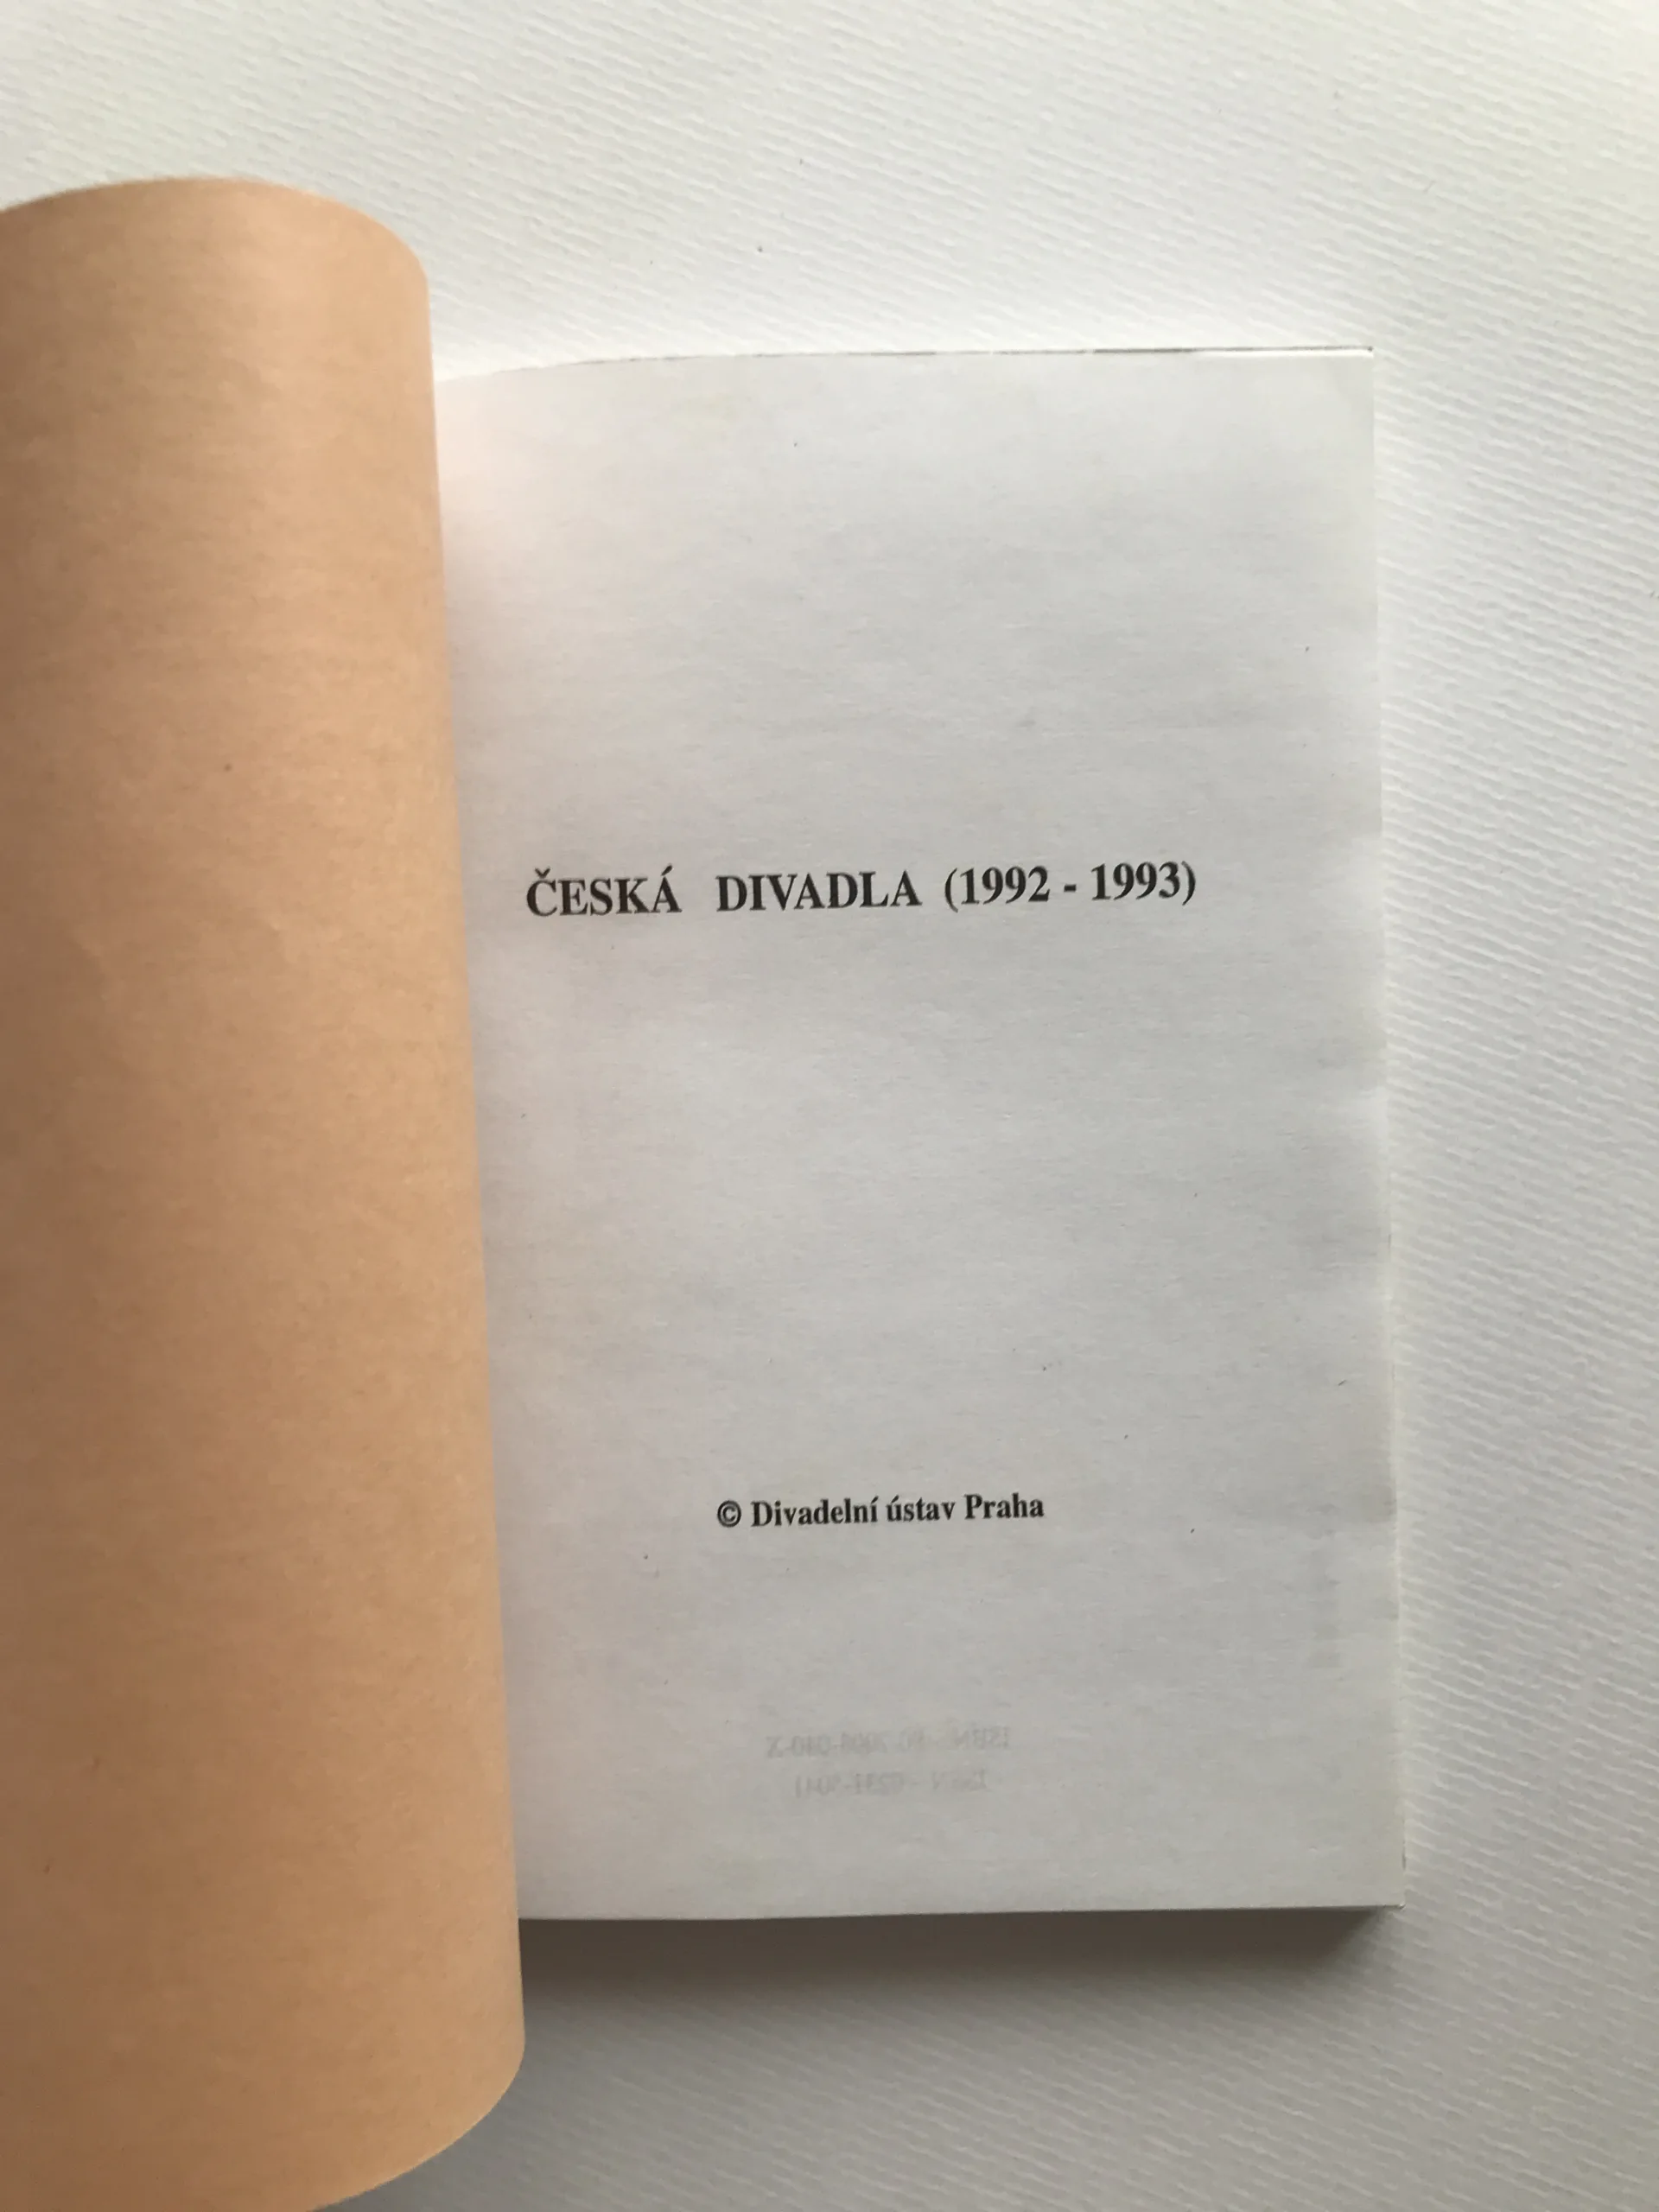 ČESKÁ DIVADLA (1992 - 1993)
© Divadelní ústav Praha